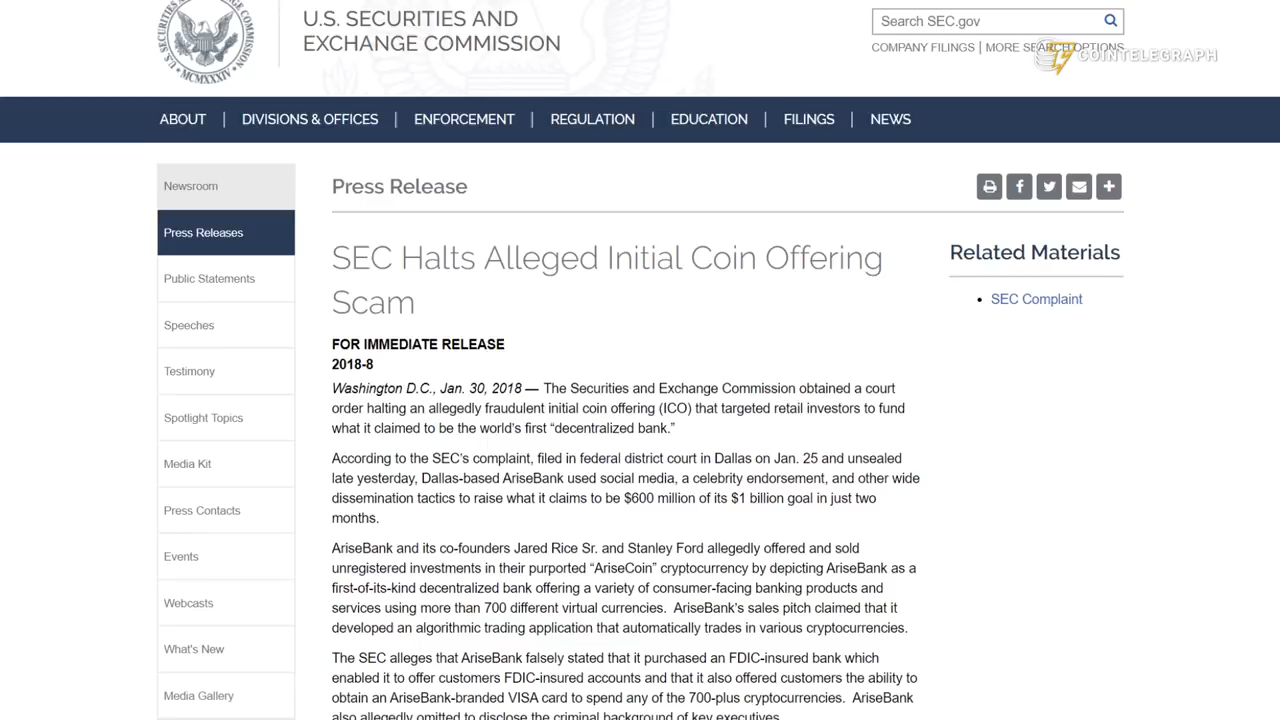 U.S. SECURITIES AND
EXCHANGE COMMISSION
MCMXXXIV
Search SEC.gov
COMPANY FILINGS | MORE SEARCH OPTIONS
COINTELEGRAPH
ABOUT | DIVISIONS & OFFICES | ENFORCEMENT | REGULATION | EDUCATION | FILINGS | NEWS
Newsroom
Press Releases
Public Statements
Speeches
Testimony
Spotlight Topics
Media Kit
Press Contacts
Events
Webcasts
What's New
Media Gallery
Press Release
SEC Halts Alleged Initial Coin Offering
Scam
FOR IMMEDIATE RELEASE
2018-8
Washington D.C., Jan. 30, 2018 — The Securities and Exchange Commission obtained a court
order halting an allegedly fraudulent initial coin offering (ICO) that targeted retail investors to fund
what it claimed to be the world's first “decentralized bank.”
According to the SEC's complaint, filed in federal district court in Dallas on Jan. 25 and unsealed
late yesterday, Dallas-based AriseBank used social media, a celebrity endorsement, and other wide
dissemination tactics to raise what it claims to be $600 million of its $1 billion goal in just two
months.
AriseBank and its co-founders Jared Rice Sr. and Stanley Ford allegedly offered and sold
unregistered investments in their purported “AriseCoin” cryptocurrency by depicting AriseBank as a
first-of-its-kind decentralized bank offering a variety of consumer-facing banking products and
services using more than 700 different virtual currencies. AriseBank's sales pitch claimed that it
developed an algorithmic trading application that automatically trades in various cryptocurrencies.
The SEC alleges that AriseBank falsely stated that it purchased an FDIC-insured bank which
enabled it to offer customers FDIC-insured accounts and that it also offered customers the ability to
obtain an AriseBank-branded VISA card to spend any of the 700-plus cryptocurrencies. AriseBank
also allegedly omitted to disclose the criminal background of key executives.
Related Materials
• SEC Complaint